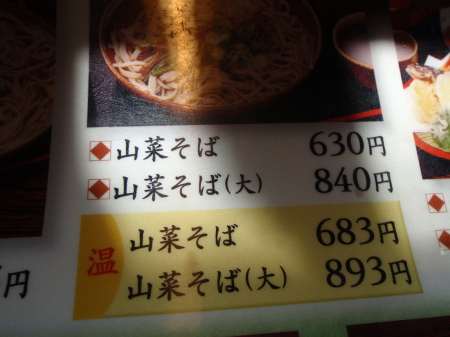 山菜そば 630円
山菜そば(大) 840円
温
山菜そば 683円
山菜そば(大) 893円
円